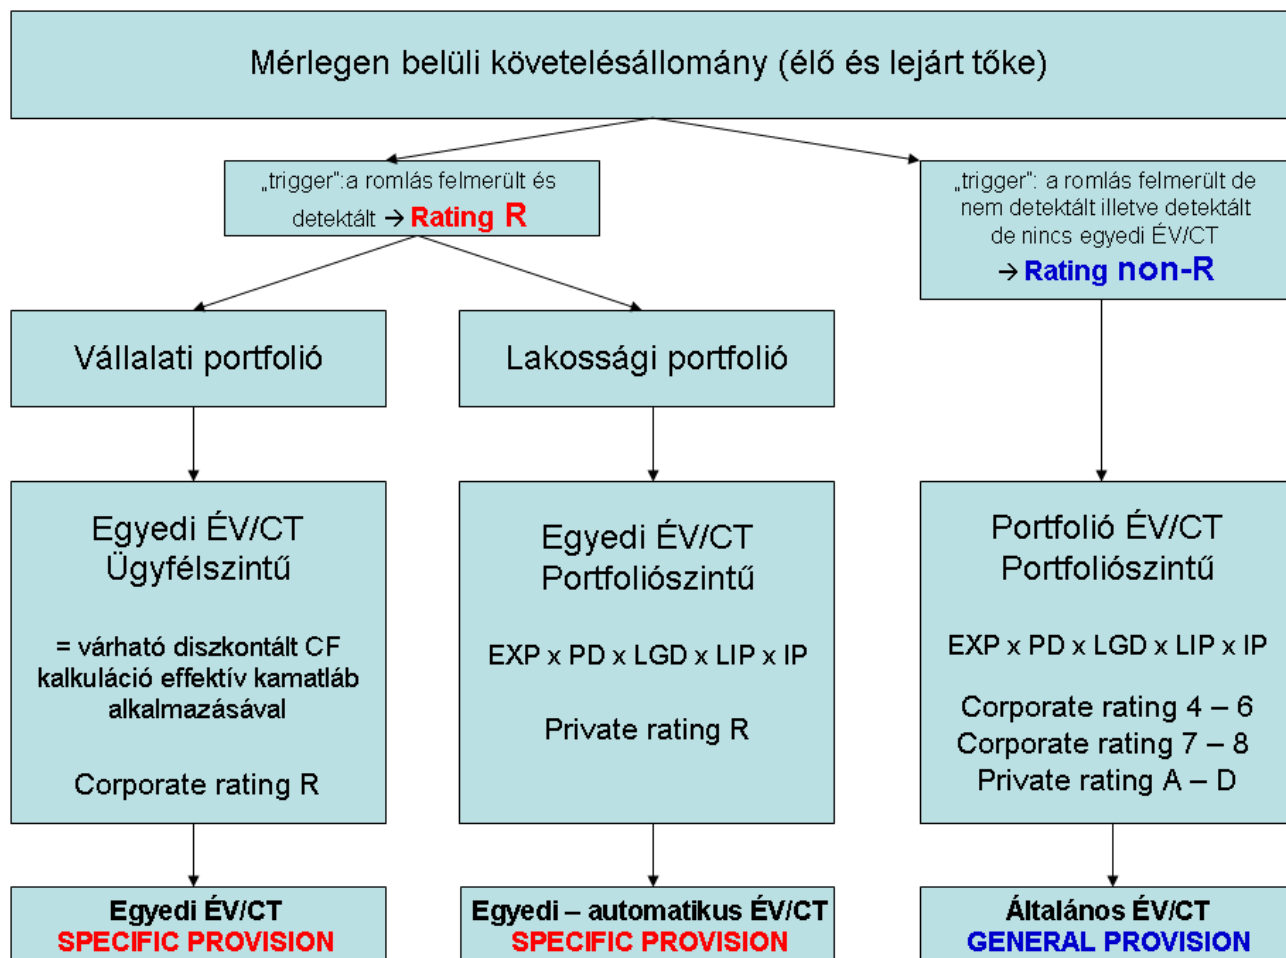 Mérlegen belüli követelésállomány (élő és lejárt tőke)
„trigger”:a romlás felmerült és
detektált → Rating R
„trigger”: a romlás felmerült de
nem detektált illetve detektált
de nincs egyedi ÉV/CT
→ Rating non-R
Vállalati portfolió
Lakossági portfolió
Egyedi ÉV/CT
Ügyfélszintű
= várható diszkontált CF
kalkuláció effektív kamatláb
alkalmazásával
Corporate rating R
Egyedi ÉV/CT
Portfoliószintű
EXP x PD x LGD x LIP x IP
Private rating R
Portfolió ÉV/CT
Portfoliószintű
EXP x PD x LGD x LIP x IP
Corporate rating 4 – 6
Corporate rating 7 – 8
Private rating A – D
Egyedi ÉV/CT
SPECIFIC PROVISION
Egyedi – automatikus ÉV/CT
SPECIFIC PROVISION
Általános ÉV/CT
GENERAL PROVISION